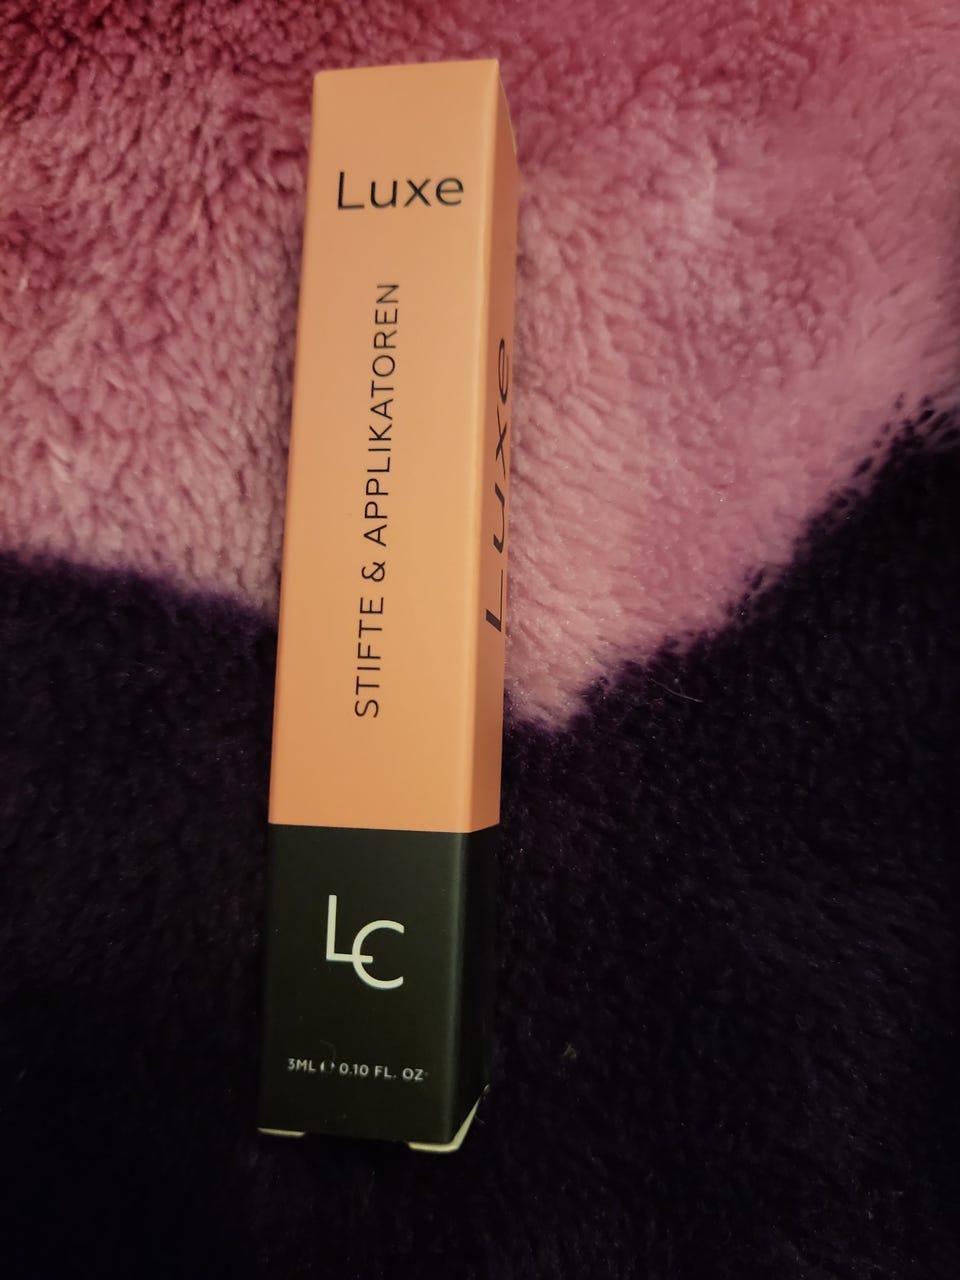 Luxe
STIFTE & APPLIKATOREN
Luxe
LC
3ML ℮ 0.10 FL. OZ